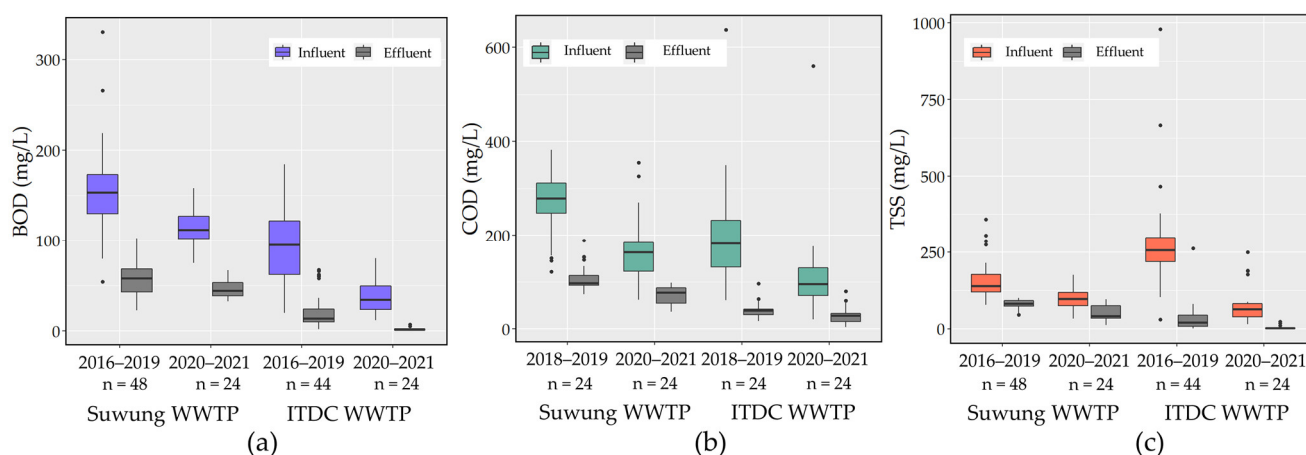 Influent Effluent
BOD (mg/L)
300
200
100
0
2016–2019 2020–2021 2016–2019 2020–2021
n = 48 n = 24 n = 44 n = 24
Suwung WWTP ITDC WWTP
(a)
Influent Effluent
COD (mg/L)
600
400
200
0
2018–2019 2020–2021 2018–2019 2020–2021
n = 24 n = 24 n = 24 n = 24
Suwung WWTP ITDC WWTP
(b)
Influent Effluent
TSS (mg/L)
1000
750
500
250
0
2016–2019 2020–2021 2016–2019 2020–2021
n = 48 n = 24 n = 44 n = 24
Suwung WWTP ITDC WWTP
(c)